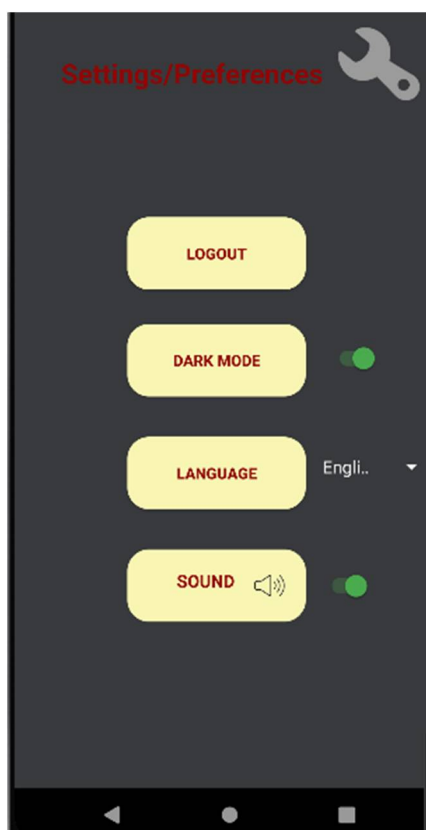 Settings/Preferences
LOGOUT
DARK MODE
LANGUAGE
Engli..
SOUND